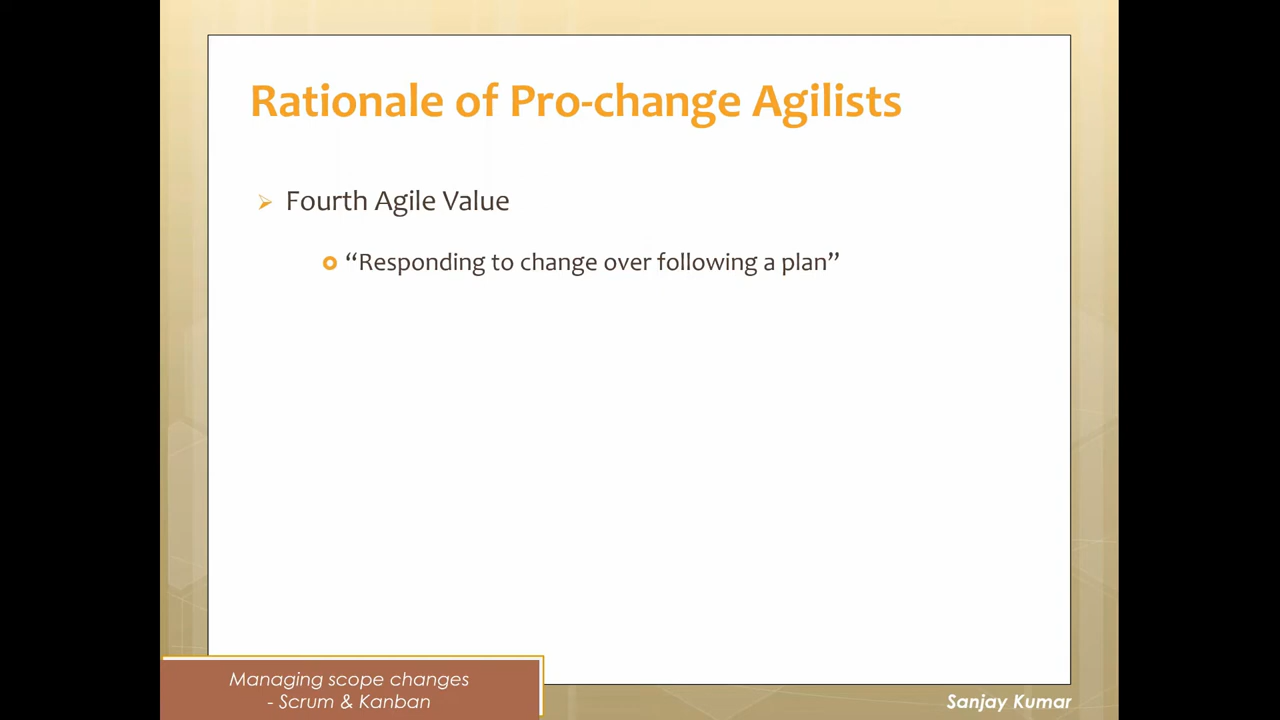 Rationale of Pro-change Agilists
Fourth Agile Value
“Responding to change over following a plan”
Managing scope changes
- Scrum & Kanban
Sanjay Kumar